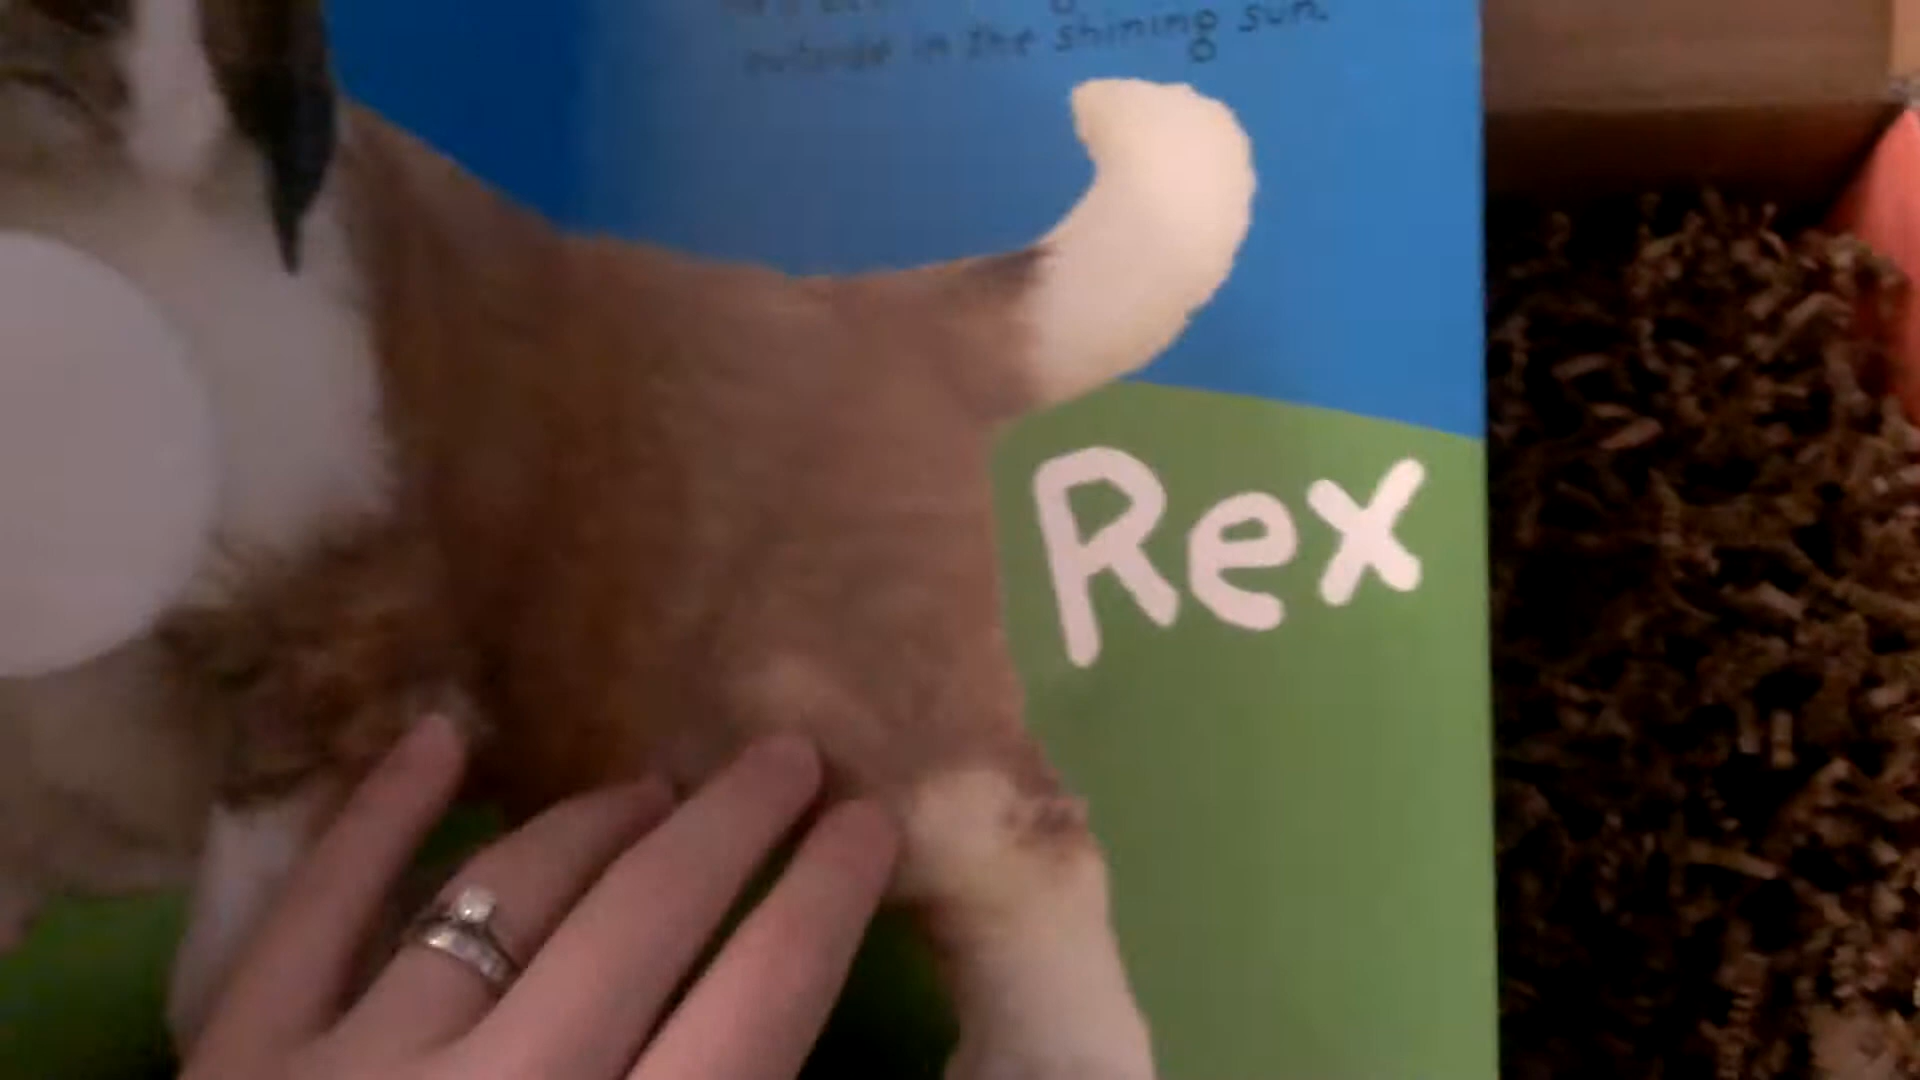 outside in the shining sun.
Rex